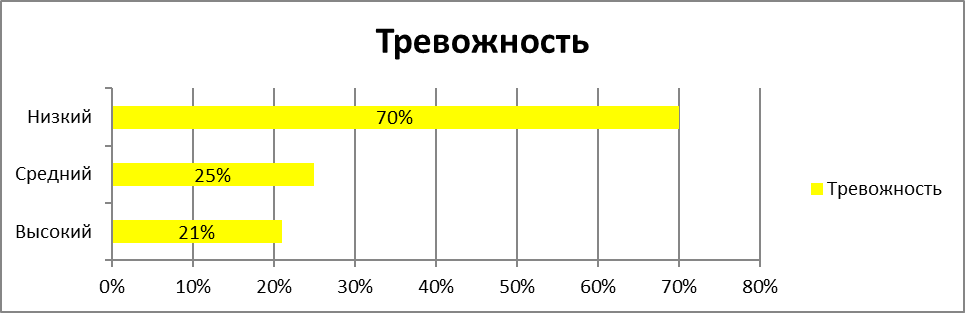 Тревожность
Низкий
70%
Средний
25%
Тревожность
Высокий
21%
0% 10% 20% 30% 40% 50% 60% 70% 80%